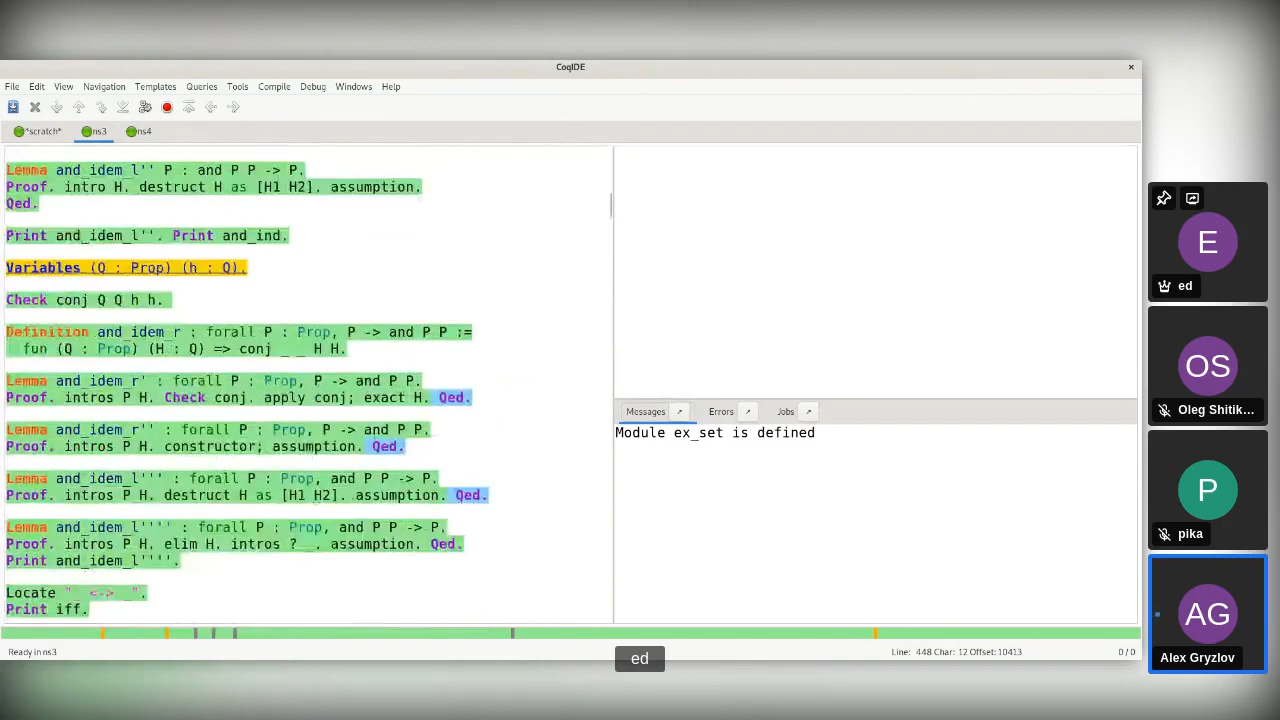 CoqIDE
×
File Edit View Navigation Templates Queries Tools Compile Debug Windows Help
*scratch* ns3 ns4
Lemma and_idem_l'' P : and P P -> P.
Proof. intro H. destruct H as [H1 H2]. assumption.
Qed.
Print and_idem_l''. Print and_ind.
Variables (Q : Prop) (h : Q).
Check conj Q Q h h.
Definition and_idem_r : forall P : Prop, P -> and P P :=
fun (Q : Prop) (H : Q) => conj _ _ H H.
Lemma and_idem_r' : forall P : Prop, P -> and P P.
Proof. intros P H. Check conj. apply conj; exact H. Qed.
Lemma and_idem_r'' : forall P : Prop, P -> and P P.
Proof. intros P H. constructor; assumption. Qed.
Lemma and_idem_l''' : forall P : Prop, and P P -> P.
Proof. intros P H. destruct H as [H1 H2]. assumption. Qed.
Lemma and_idem_l'''' : forall P : Prop, and P P -> P.
Proof. intros P H. elim H. intros ? _. assumption. Qed.
Print and_idem_l''''.
Locate "_ <-> _".
Print iff.
Messages Errors Jobs
Module ex_set is defined
Ready in ns3
Line: 448 Char: 12 Offset: 10413
0 / 0
ed
E
ed
OS
Oleg Shitik...
P
pika
AG
Alex Gryzlov